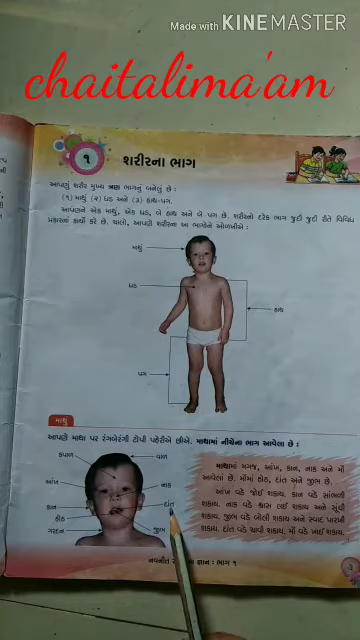 Made with KINEMASTER
chaitalima'am
૧
શરીરના ભાગ
આપણું શરીર મુખ્ય ત્રણ ભાગનું બનેલું છે :
(૧) માથું (૨) ધડ અને (૩) હાથ-પગ.
આપણને એક માથું, એક ધડ, બે હાથ અને બે પગ છે. શરીરનો દરેક ભાગ જુદી જુદી રીતે વિવિધ
પ્રકારનાં કાર્યો કરે છે. ચાલો, આપણે શરીરના આ ભાગોને ઓળખીએ :
માથું
ધડ
હાથ
પગ
માથું
આપણે માથા પર રંગબેરંગી ટોપી પહેરીએ છીએ. માથામાં નીચેના ભાગ આવેલા છે :
કપાળ
વાળ
આંખ
નાક
કાન
દાંત
હોઠ
જીભ
ગરદન
માથામાં મગજ, આંખ, કાન, નાક અને માં
આવેલાં છે. મોંમાં હોઠ, દાંત અને જીભ છે.
આંખ વડે જોઈ શકાય. કાન વડે સાંભળી
શકાય. નાક વડે શ્વાસ લઈ શકાય અને સૂંઘી
શકાય. જીભ વડે બોલી શકાય અને સ્વાદ પારખી
શકાય. દાંત વડે ચાવી શકાય. મોં વડે ખાઈ શકાય.
નવનીત જ્ઞાન : ભાગ ૧